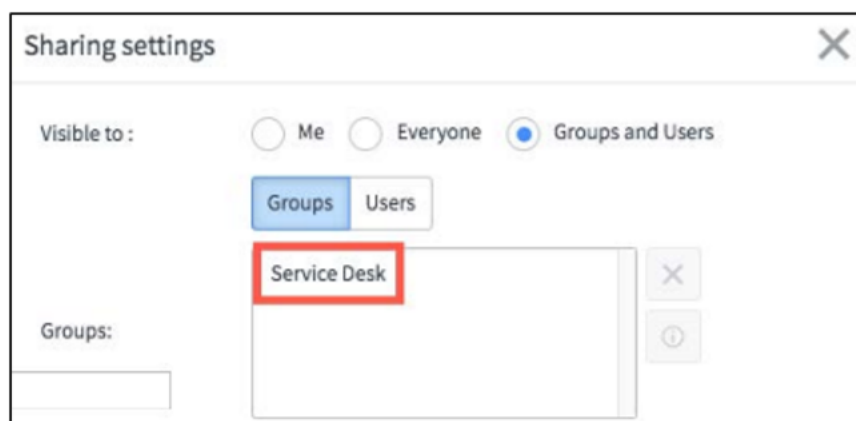 Sharing settings
Visible to :
Me Everyone Groups and Users
Groups Users
Service Desk
Groups: